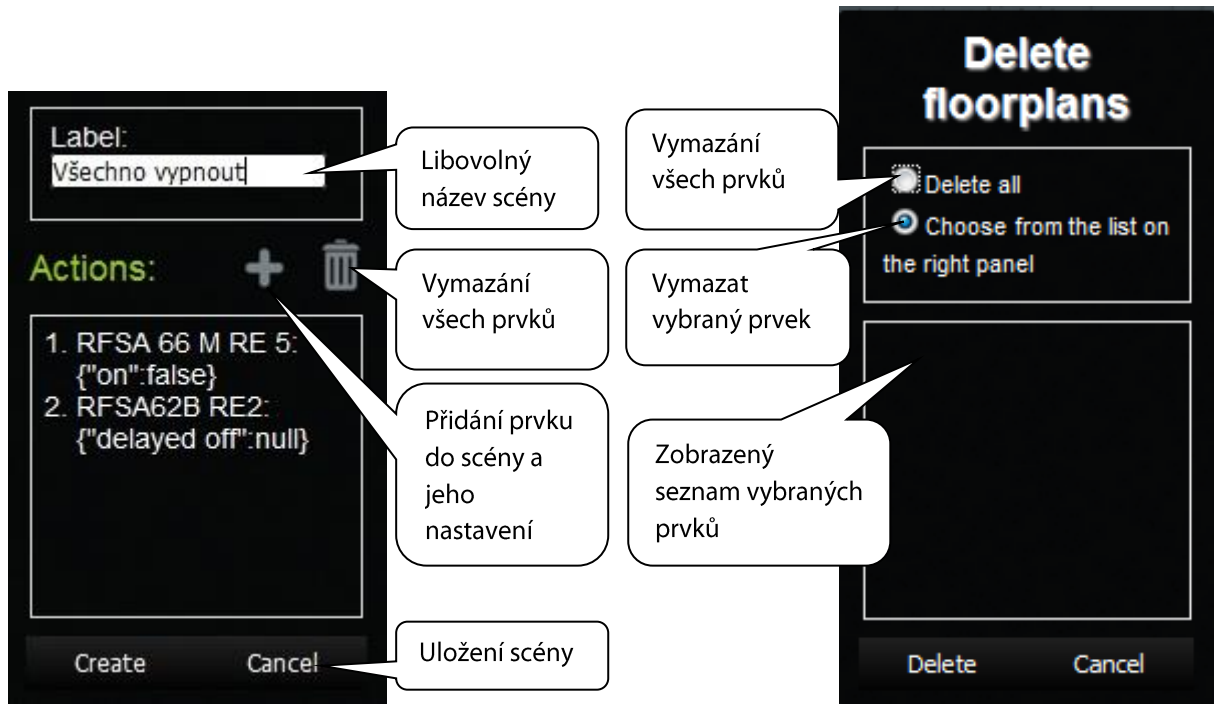 Label:
Všechno vypnout
Actions:
1. RFSA 66 M RE 5:
{"on":false}
2. RFSA62B RE2:
{"delayed off":null}
Create Cancel
Libovolný
název scény
Vymazání
všech prvků
Přidání prvku
do scény a
jeho
nastavení
Uložení scény
Vymazání
všech prvků
Vymazat
vybraný prvek
Zobrazený
seznam vybraných
prvků
Delete
floorplans
Delete all
Choose from the list on
the right panel
Delete Cancel